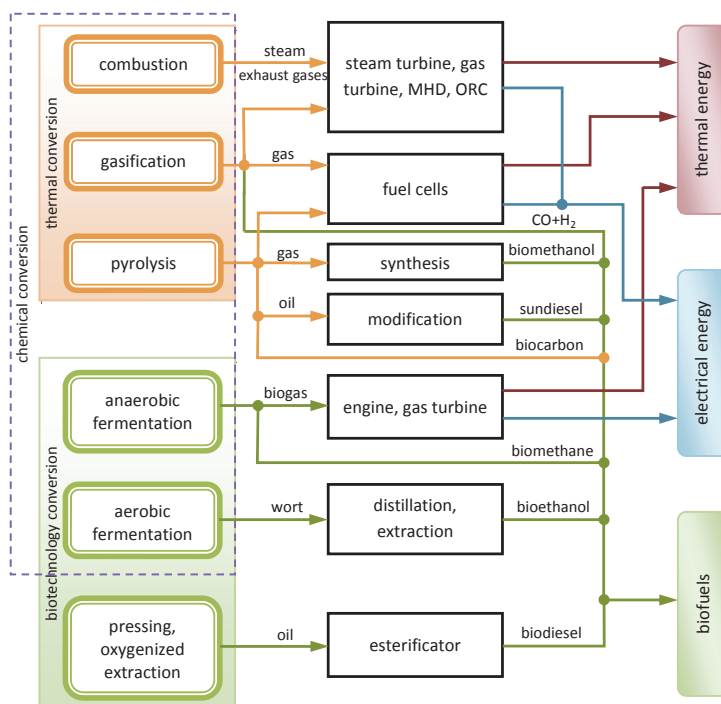 chemical conversion
thermal conversion
combustion
gasification
pyrolysis
biotechnology conversion
anaerobic
fermentation
aerobic
fermentation
pressing,
oxygenized
extraction
steam
exhaust gases
gas
gas
oil
biogas
wort
oil
steam turbine, gas
turbine, MHD, ORC
fuel cells
synthesis
modification
engine, gas turbine
distillation,
extraction
esterificator
CO+H₂
biomethanol
sundiesel
biocarbon
biomethane
bioethanol
biodiesel
thermal energy
electrical energy
biofuels